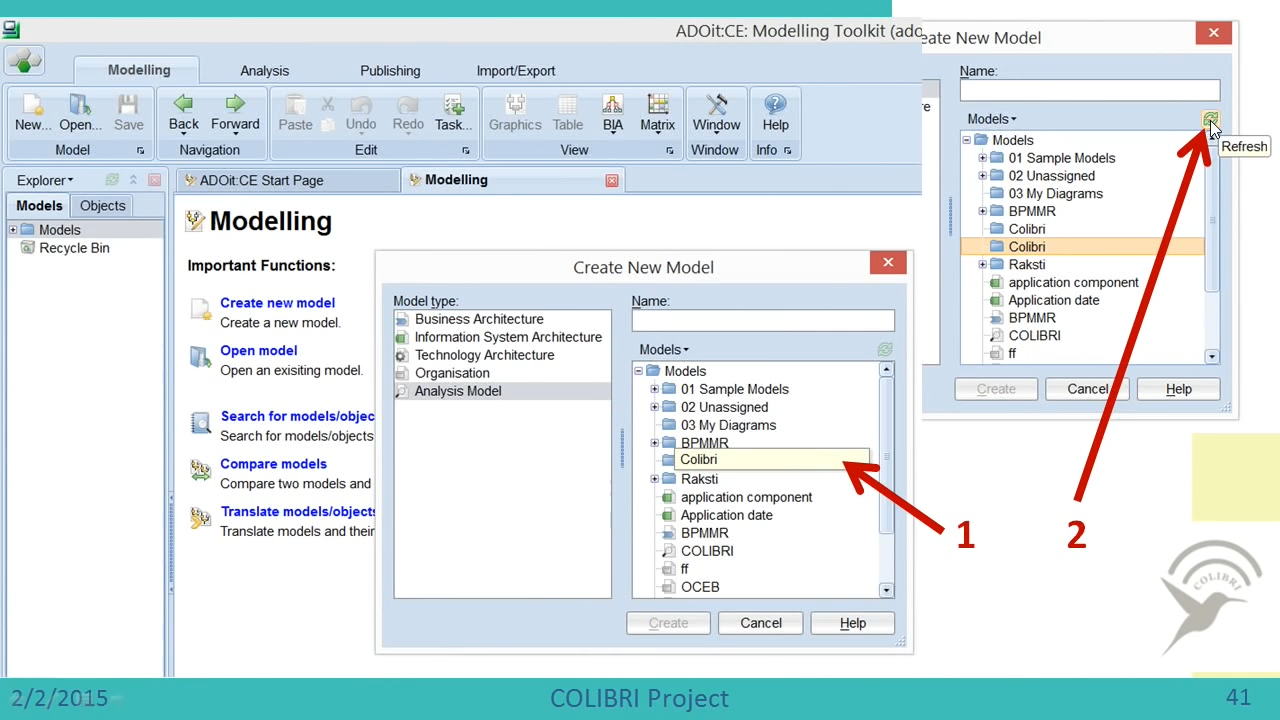 ADOit:CE: Modelling Toolkit (ado
Modelling
Analysis
Publishing
Import/Export
New...
Open...
Save
Back
Forward
Paste
Undo
Redo
Task...
Graphics
Table
BIA
Matrix
Window
Help
Model
Navigation
Edit
View
Window
Info
Explorer
Models
Objects
Models
Recycle Bin
ADOit:CE Start Page
Modelling
Modelling
Important Functions:
Create new model
Create a new model.
Open model
Open an exisiting model.
Search for models/objec
Search for models/objects
Compare models
Compare two models and
Translate models/objects
Translate models and their
Create New Model
Model type:
Business Architecture
Information System Architecture
Technology Architecture
Organisation
Analysis Model
Name:
Models
Models
01 Sample Models
02 Unassigned
03 My Diagrams
BPMMR
Colibri
Raksti
application component
Application date
BPMMR
COLIBRI
ff
OCEB
Create
Cancel
Help
eate New Model
re
Name:
Models
Refresh
Models
01 Sample Models
02 Unassigned
03 My Diagrams
BPMMR
Colibri
Colibri
Raksti
application component
Application date
BPMMR
COLIBRI
ff
Create
Cancel
Help
1
2
COLIBRI
2/2/2015
COLIBRI Project
41